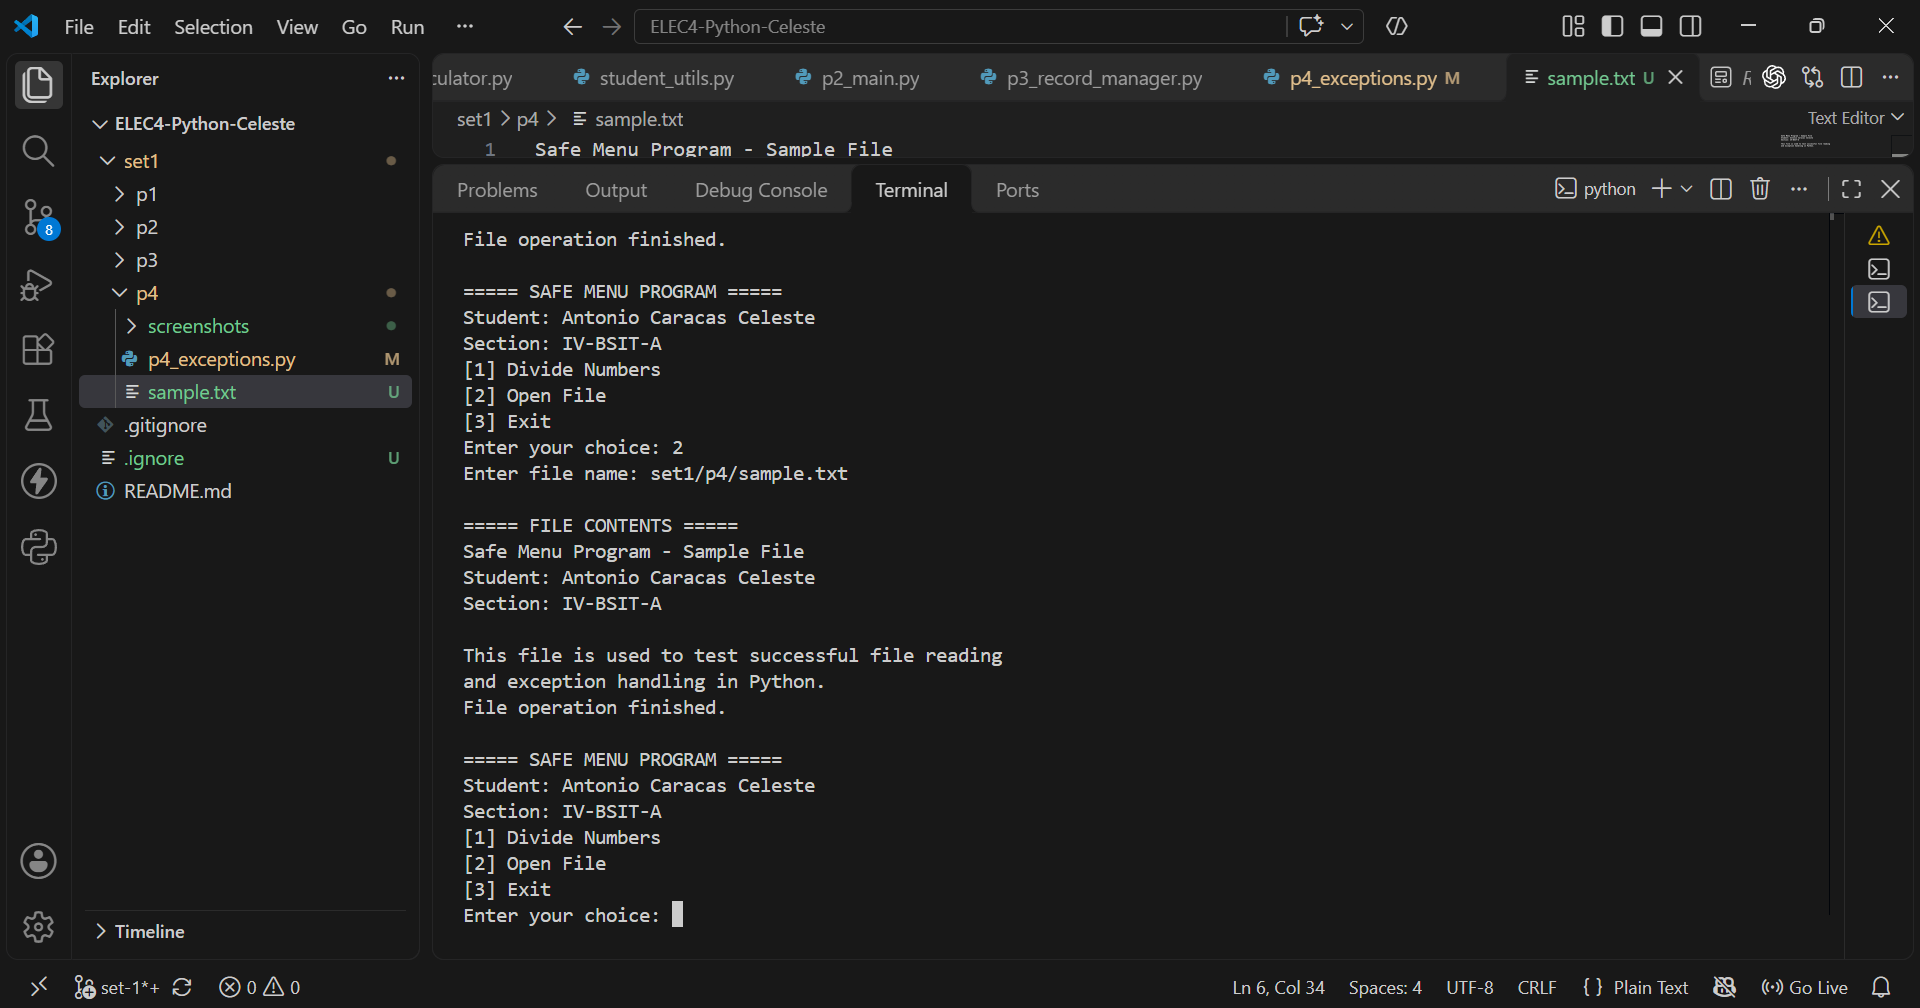 File Edit Selection View Go Run ···
ELEC4-Python-Celeste
Explorer ···
ELEC4-Python-Celeste
set1
p1
p2
p3
p4
screenshots
p4_exceptions.py M
sample.txt U
.gitignore
.ignore U
README.md
Timeline
8
culator.py student_utils.py p2_main.py p3_record_manager.py p4_exceptions.py M sample.txt U
set1 > p4 > sample.txt
Text Editor
1 Safe Menu Program - Sample File
Problems Output Debug Console Terminal Ports
python
File operation finished.
===== SAFE MENU PROGRAM =====
Student: Antonio Caracas Celeste
Section: IV-BSIT-A
[1] Divide Numbers
[2] Open File
[3] Exit
Enter your choice: 2
Enter file name: set1/p4/sample.txt
===== FILE CONTENTS =====
Safe Menu Program - Sample File
Student: Antonio Caracas Celeste
Section: IV-BSIT-A
This file is used to test successful file reading
and exception handling in Python.
File operation finished.
===== SAFE MENU PROGRAM =====
Student: Antonio Caracas Celeste
Section: IV-BSIT-A
[1] Divide Numbers
[2] Open File
[3] Exit
Enter your choice:
set-1*+ 0 0
Ln 6, Col 34 Spaces: 4 UTF-8 CRLF { } Plain Text Go Live